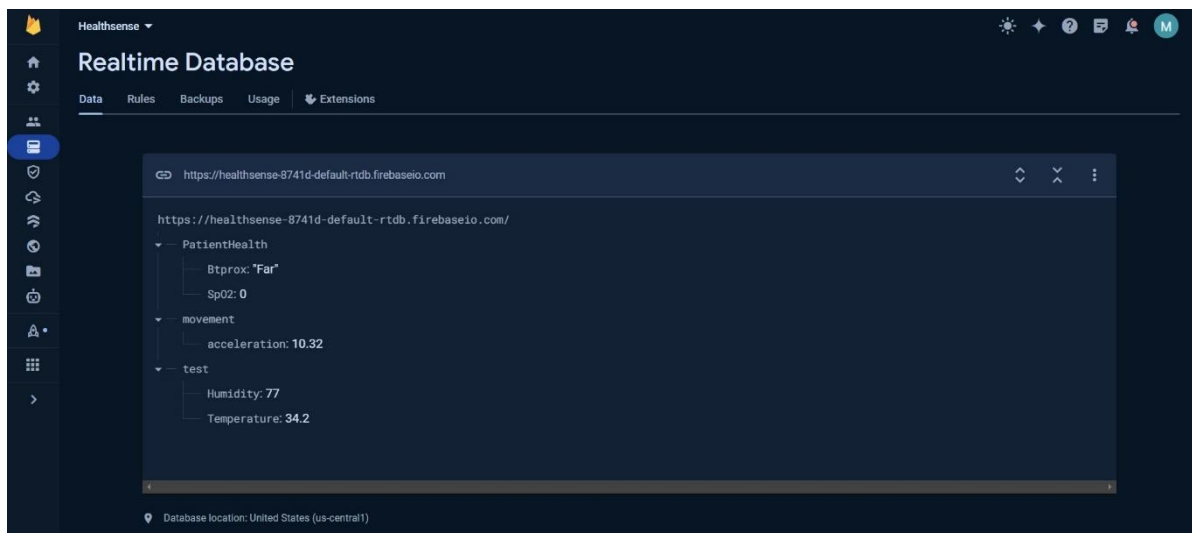 Healthsense
M
Realtime Database
Data Rules Backups Usage Extensions
https://healthsense-8741d-default-rtdb.firebaseio.com
https://healthsense-8741d-default-rtdb.firebaseio.com/
PatientHealth
Btprox: "Far"
SpO2: 0
movement
acceleration: 10.32
test
Humidity: 77
Temperature: 34.2
Database location: United States (us-central1)